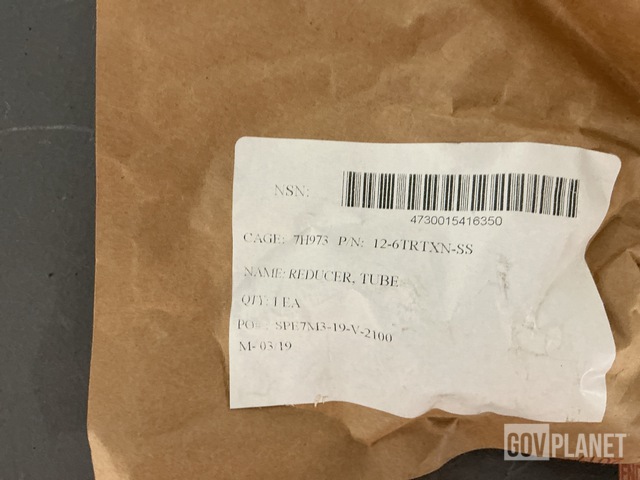 NSN:
4730015416350
CAGE: 7H973 P/N: 12-6TRTXN-SS
NAME: REDUCER, TUBE
QTY: 1 EA
PO#: SPE7M3-19-V-2100
M- 03/19
GOVPLANET